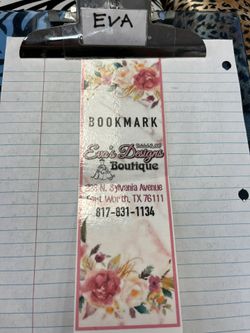 EVA
BOOKMARK
Eva's Designs
Boutique
N. Sylvania Avenue
Fort Worth, TX 76111
817-831-1134